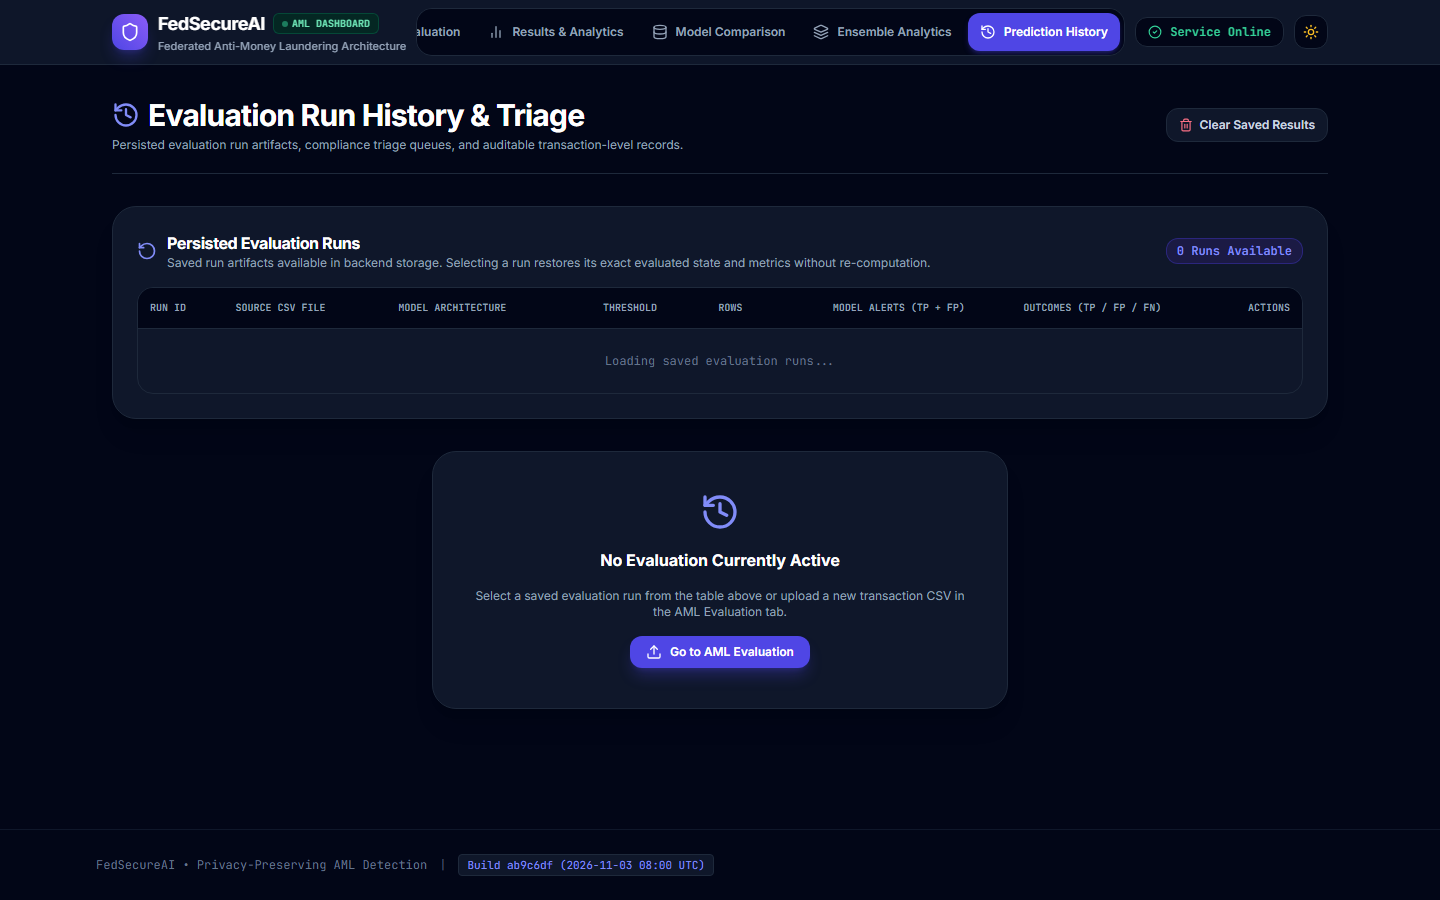 FedSecureAI
AML DASHBOARD
Federated Anti-Money Laundering Architecture
aluation
Results & Analytics
Model Comparison
Ensemble Analytics
Prediction History
Service Online
Evaluation Run History & Triage
Persisted evaluation run artifacts, compliance triage queues, and auditable transaction-level records.
Clear Saved Results
Persisted Evaluation Runs
Saved run artifacts available in backend storage. Selecting a run restores its exact evaluated state and metrics without re-computation.
0 Runs Available
RUN ID SOURCE CSV FILE MODEL ARCHITECTURE THRESHOLD ROWS MODEL ALERTS (TP + FP) OUTCOMES (TP / FP / FN) ACTIONS
Loading saved evaluation runs...
No Evaluation Currently Active
Select a saved evaluation run from the table above or upload a new transaction CSV in
the AML Evaluation tab.
Go to AML Evaluation
FedSecureAI • Privacy-Preserving AML Detection | Build ab9c6df (2026-11-03 08:00 UTC)